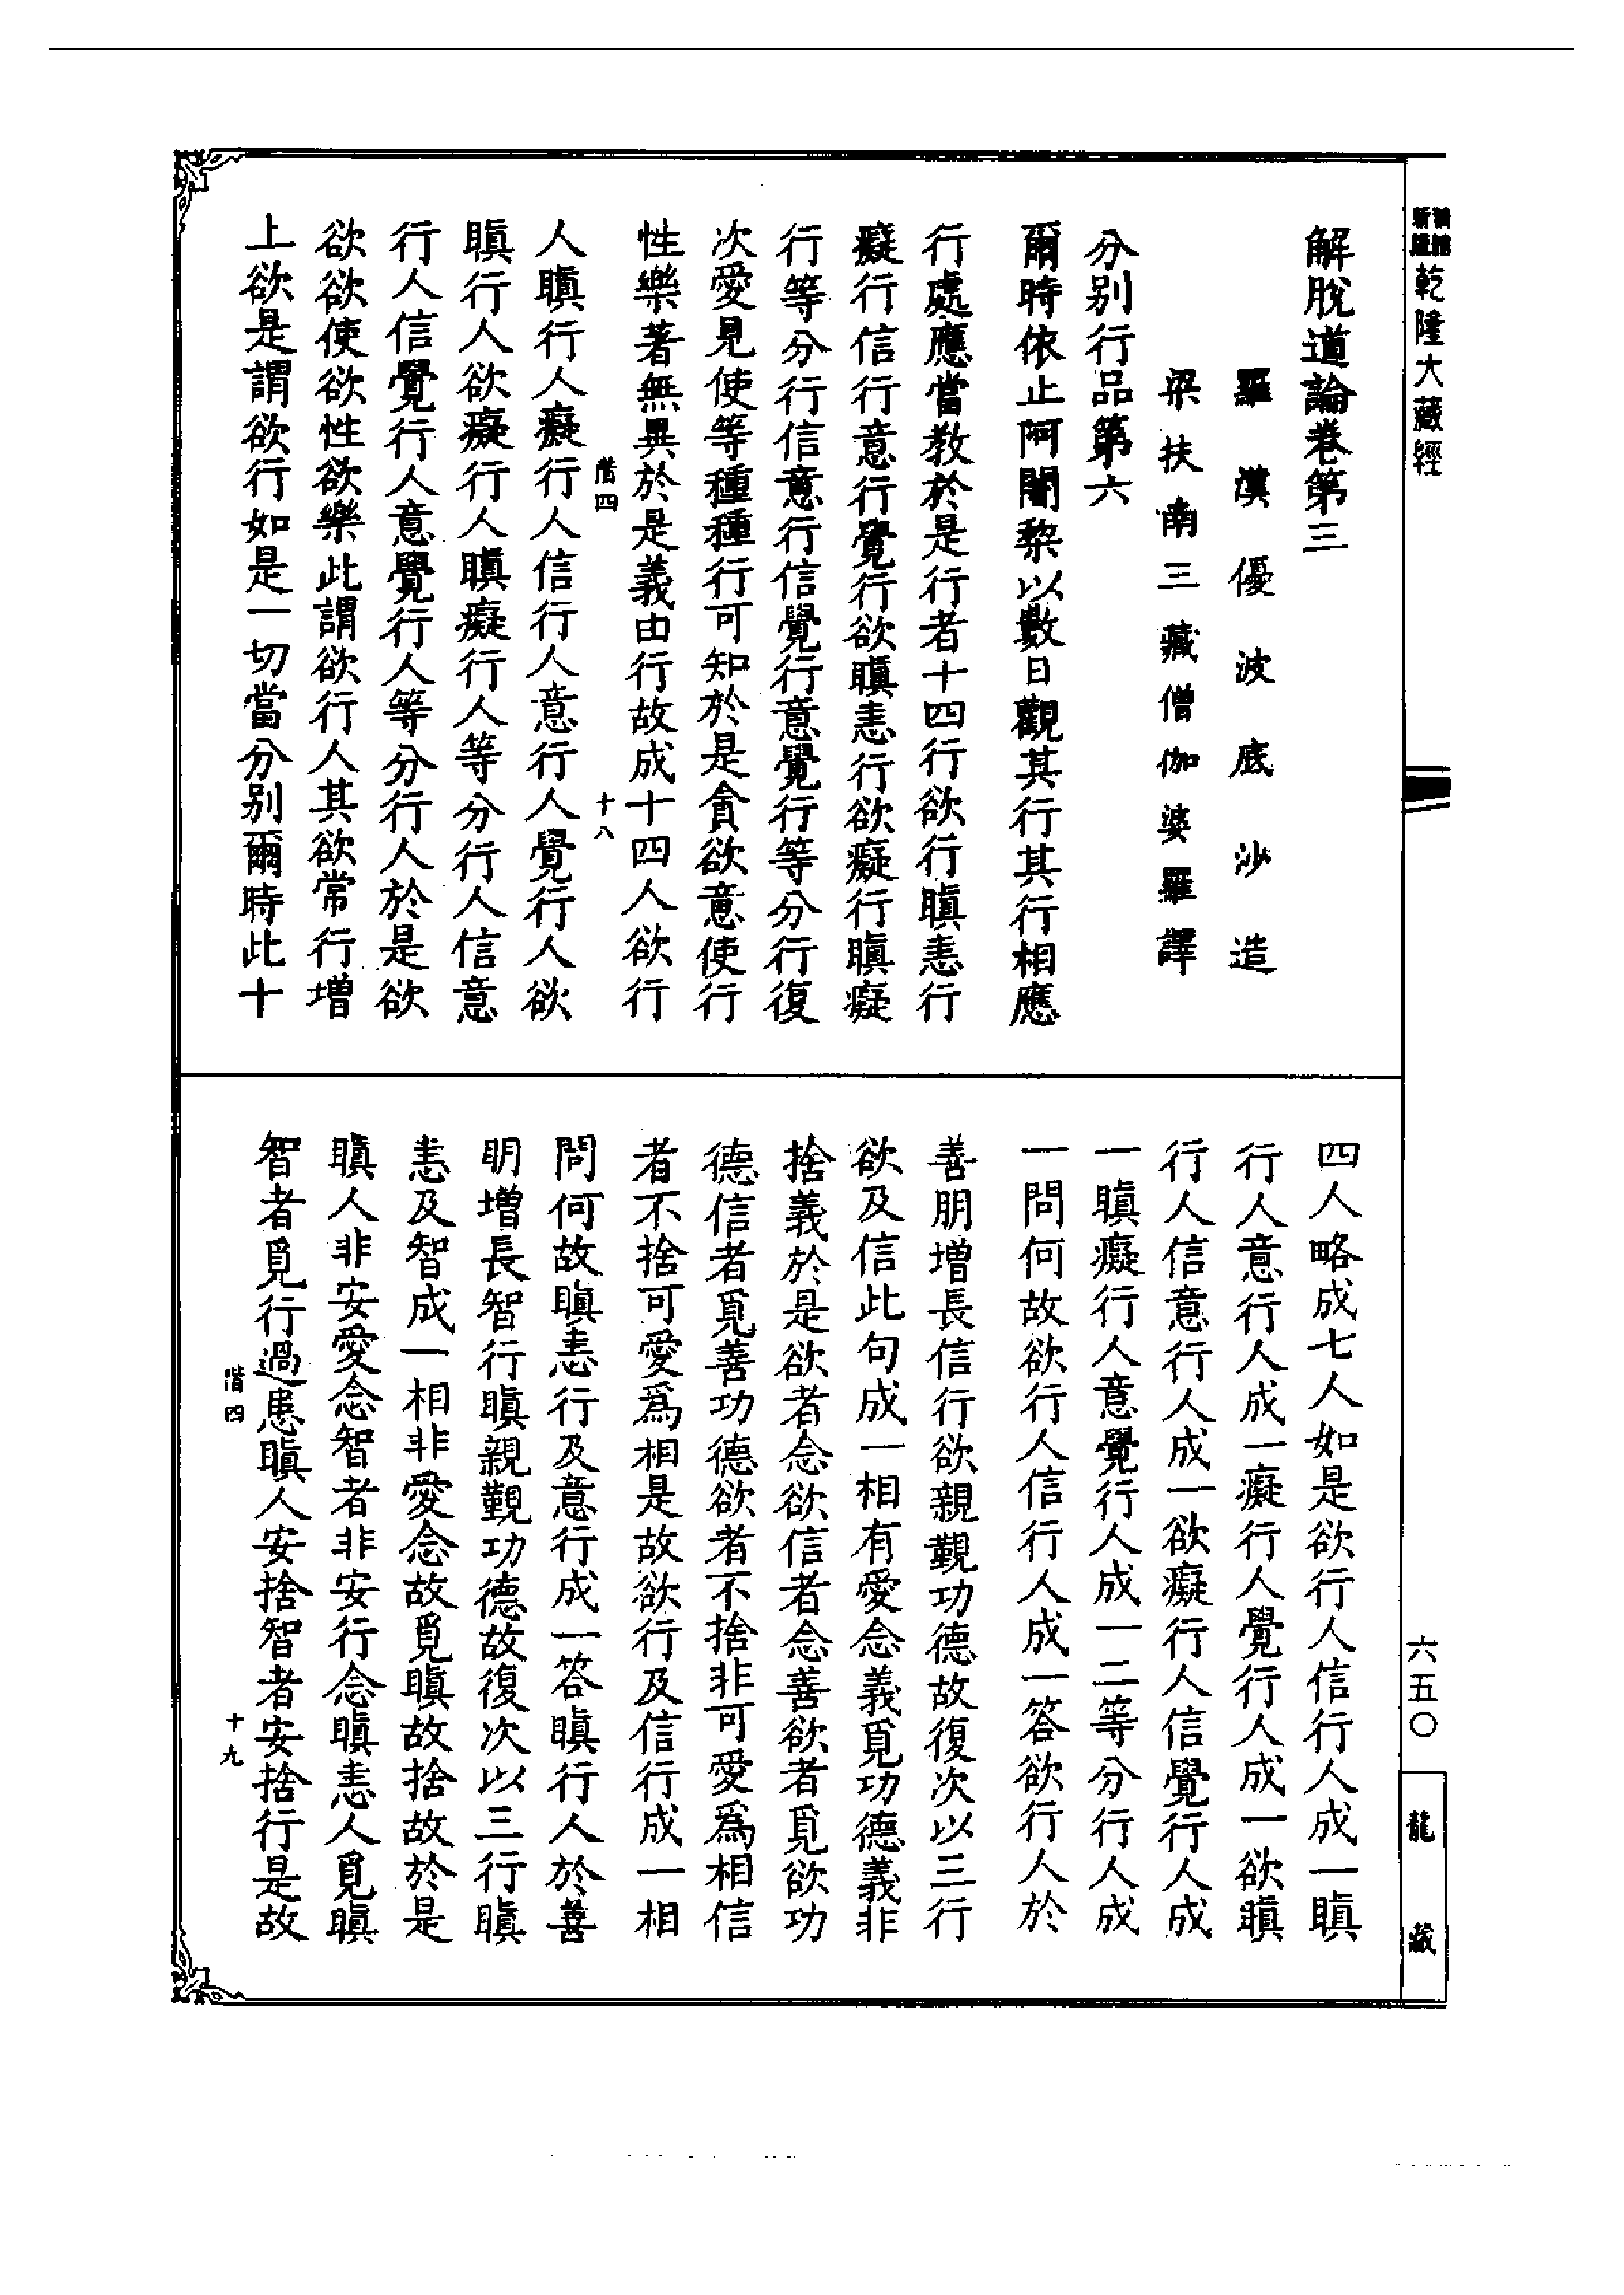 乾隆大藏經
解脫道論卷第三
羅漢優波底沙造
梁扶南三藏僧伽婆羅譯
分别行品第六
爾時依止阿闍黎以數日觀其行其行相應
行處應當教於是行者十四行欲行瞋恚行
癡行信行意行覺行欲瞋恚行欲癡行瞋癡
行等分行信意行信覺行意覺行等分行復
次愛見使等種種行可知於是貪欲意使行
性樂著無異於是義由行故成十四人欲行
階四
十八
人瞋行人癡行人信行人意行人覺行人欲
瞋行人欲癡行人瞋癡行人等分行人信意
行人信覺行人意覺行人等分行人於是欲
欲欲使欲性欲樂此謂欲行人其欲常行增
上欲是謂欲行如是一切當分别爾時此十
四人略成七人如是欲行人信行人成一瞋
行人意行人成一癡行人覺行人成一欲瞋
行人信意行人成一欲癡行人信覺行人成
一瞋癡行人意覺行人成一二等分行人成
一問何故欲行人信行人成一答欲行人於
善朋增長信行欲親覲功德故復次以三行
欲及信此句成一相有愛念義覓功德義非
捨義於是欲者念欲信者念善欲者覓欲功
德信者覓善功德欲者不捨非可愛爲相信
者不捨可愛爲相是故欲行及信行成一相
問何故瞋恚行及意行成一答瞋行人於善
朋增長智行瞋親覲功德故復次以三行瞋
恚及智成一相非愛念故覓瞋故捨故於是
瞋人非安愛念智者非安行念瞋恚人覓瞋
智者覓行過患瞋人安捨智者安捨行是故
階四
十九
六五〇
龍藏